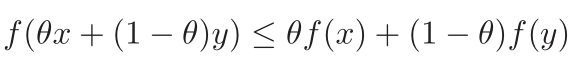 f(θx + (1 − θ)y) ≤ θf(x) + (1 − θ)f(y)